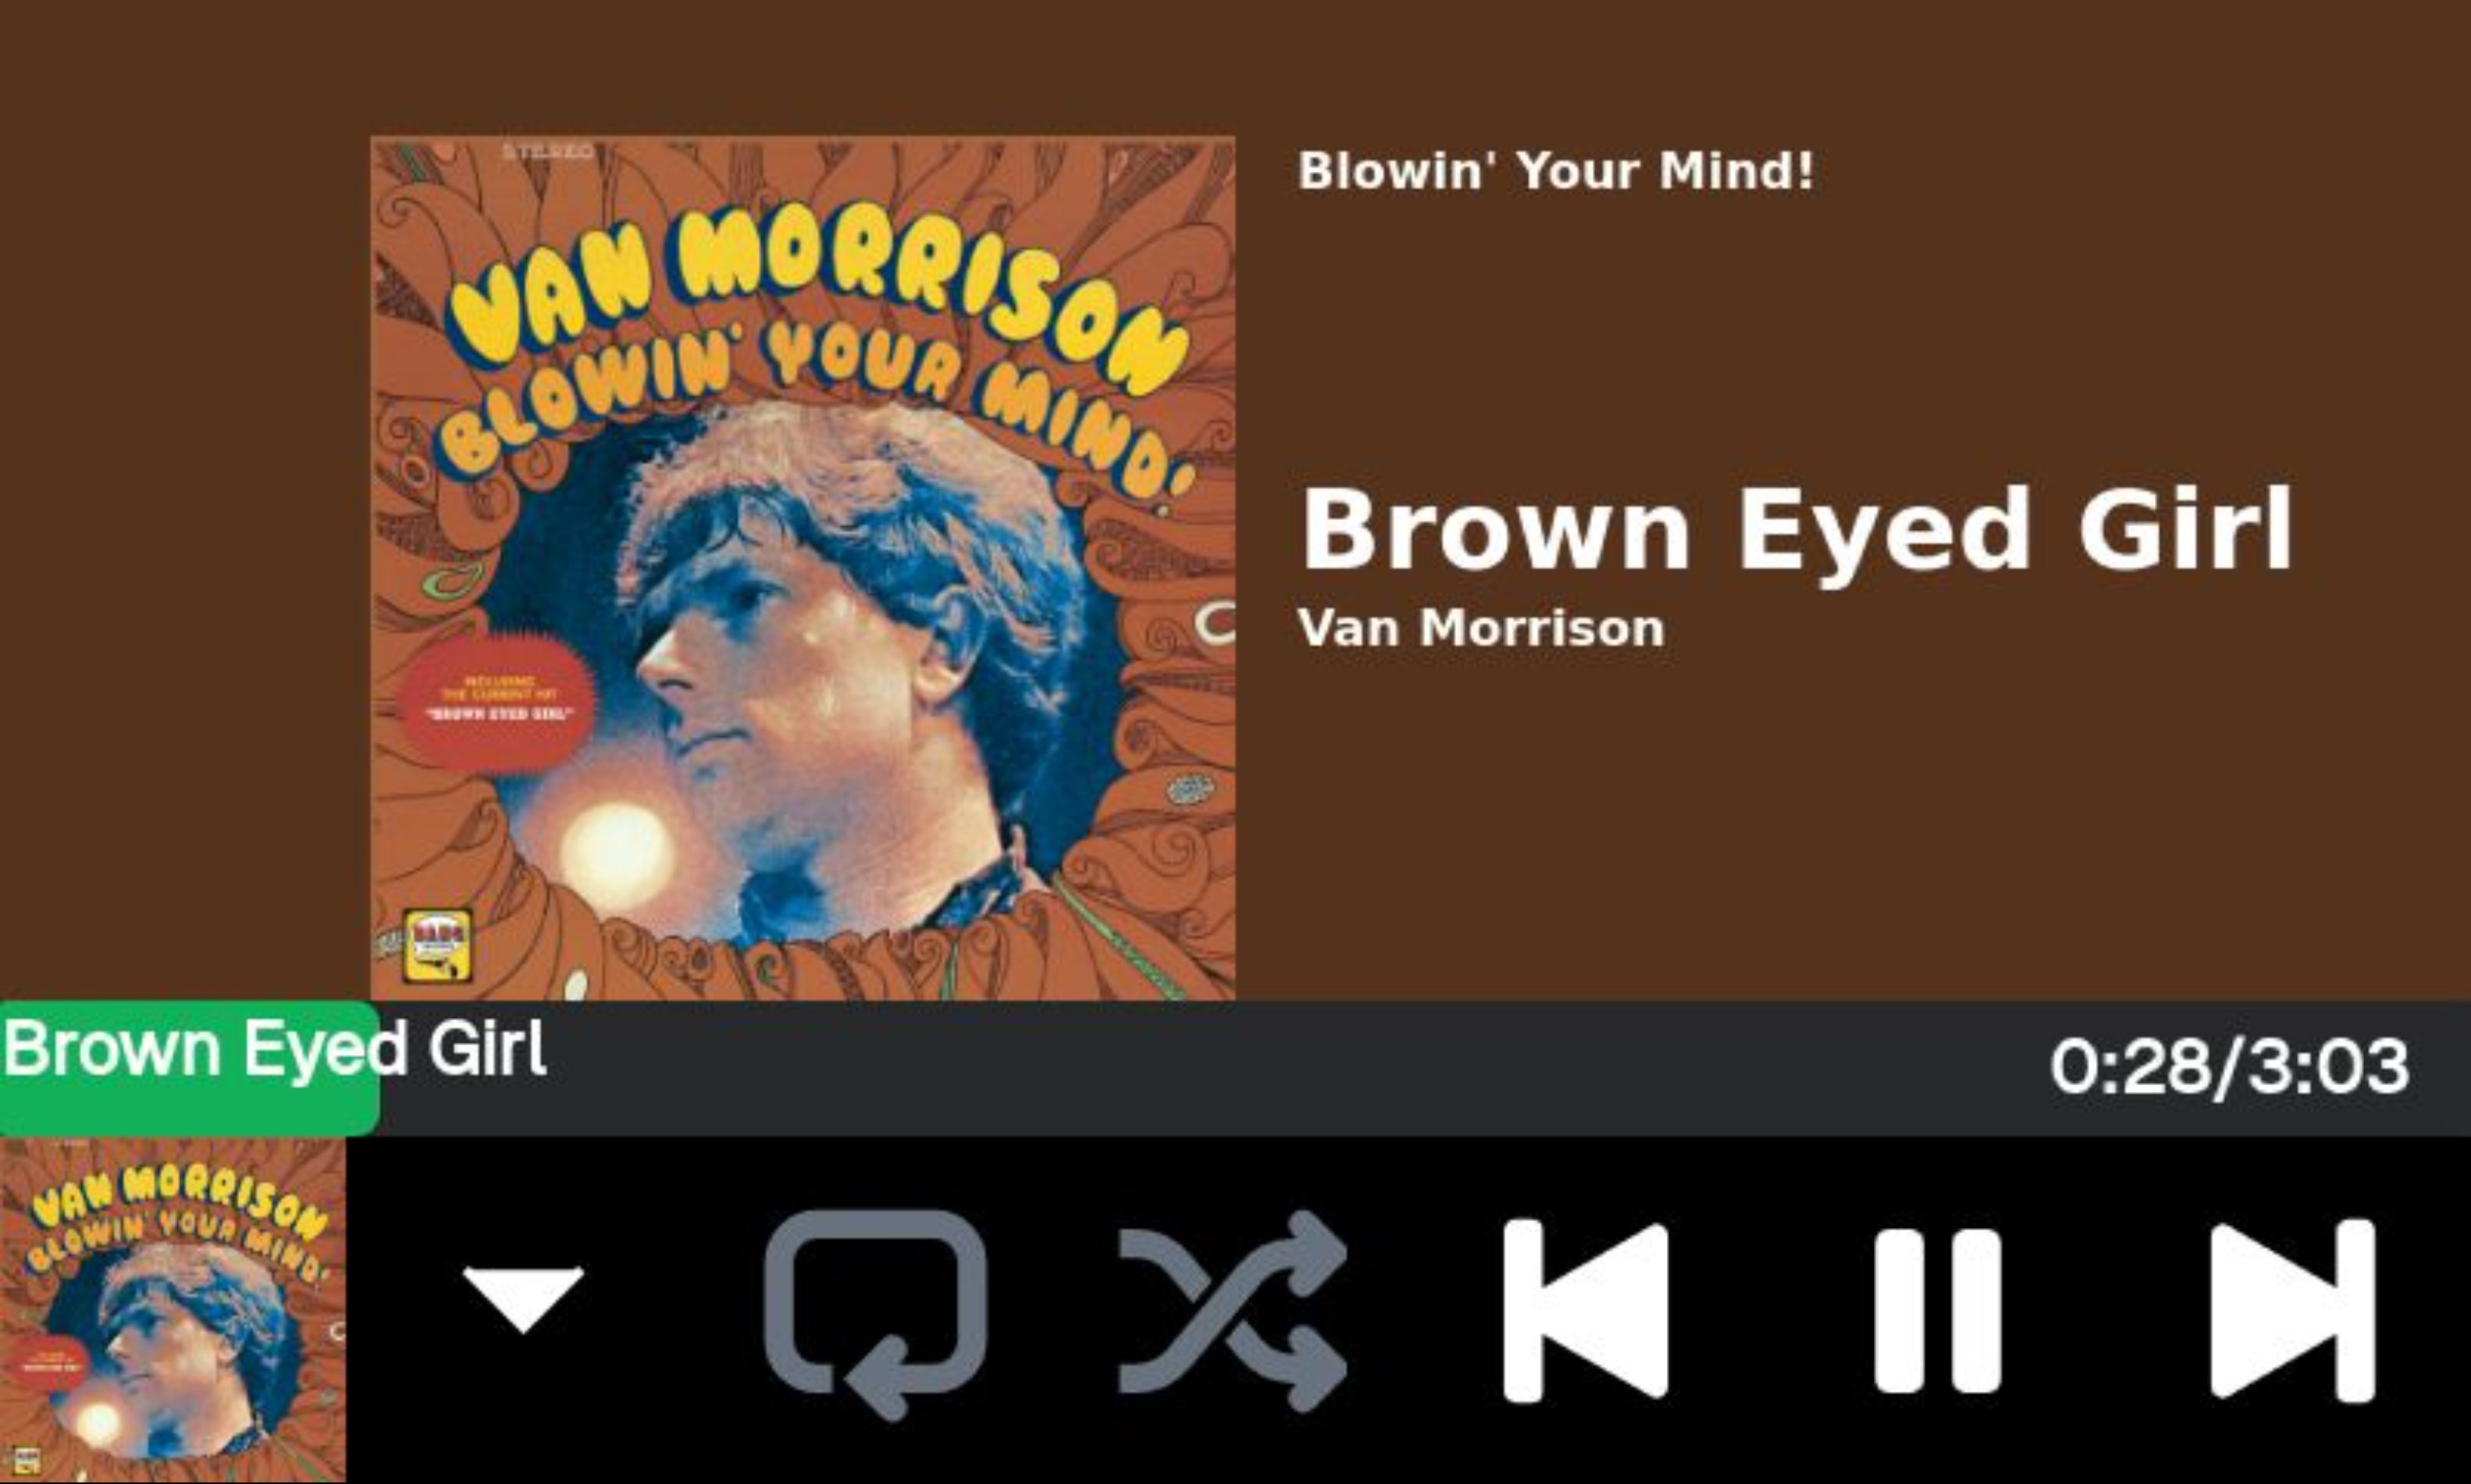 STEREO
VAN MORRISON
BLOWIN' YOUR MIND!
INCLUDING
THE CURRENT HIT
"BROWN EYED GIRL"
BANG
Blowin' Your Mind!
Brown Eyed Girl
Van Morrison
Brown Eyed Girl
0:28/3:03
VAN MORRISON
BLOWIN' YOUR MIND!